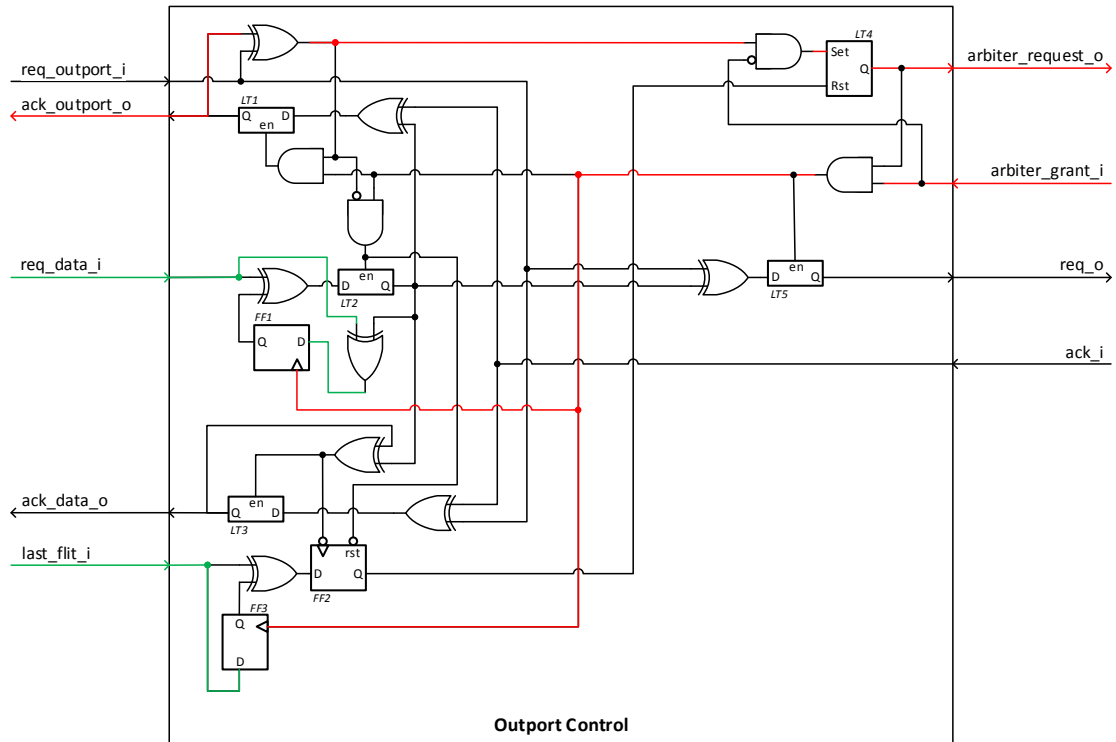 LT4
req_outport_i
Set
Q
arbiter_request_o
Rst
ack_outport_o
LT1
Q D
en
arbiter_grant_i
req_data_i
D Q
en
LT2
en
D Q
LT5
req_o
FF1
Q D
ack_i
ack_data_o
en
Q D
LT3
last_flit_i
rst
D Q
FF2
FF3
Q
D
Outport Control